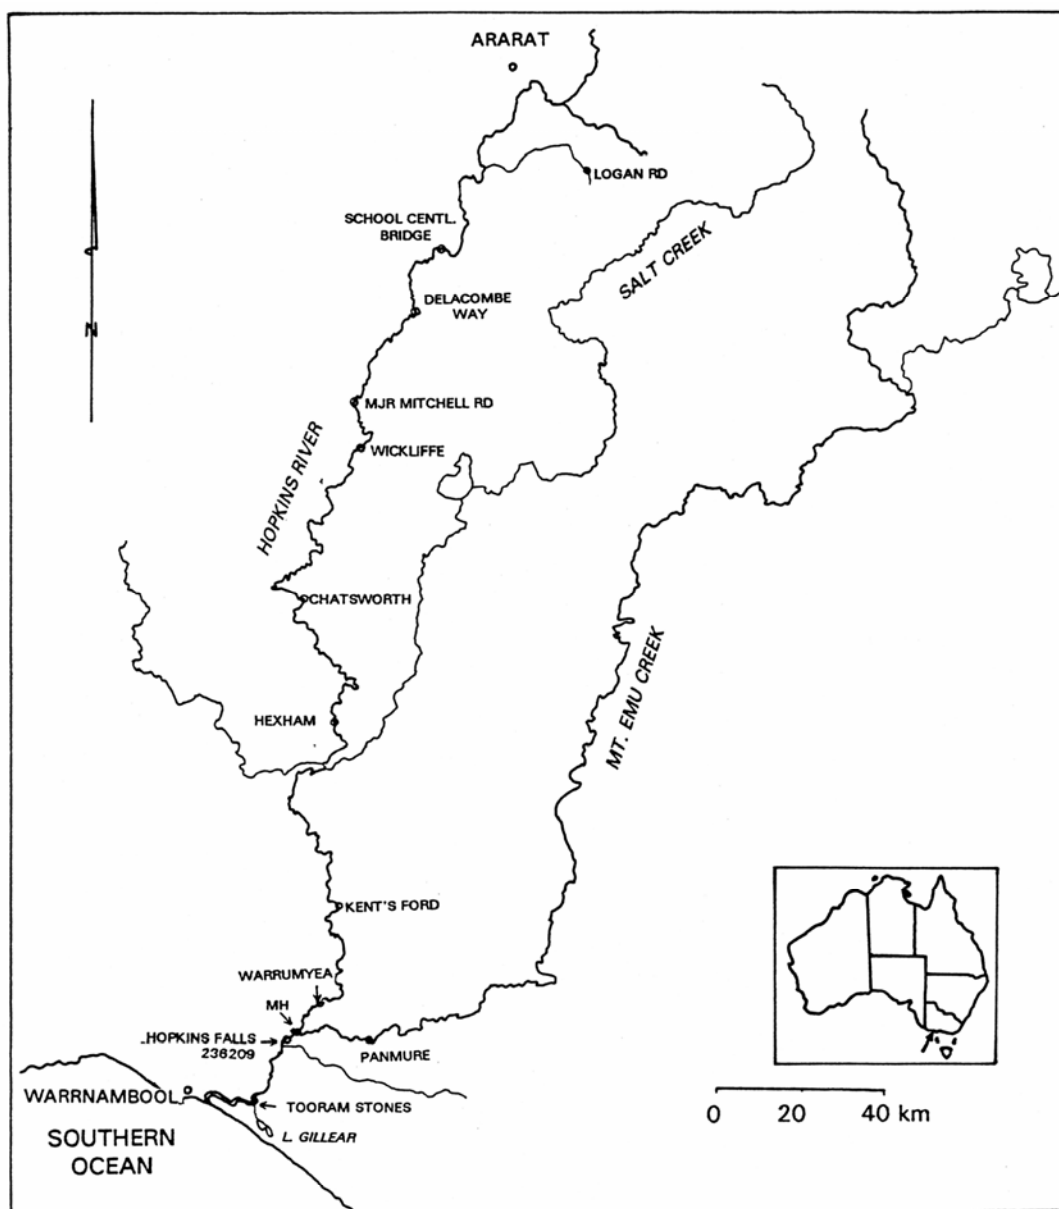 ARARAT
LOGAN RD
SCHOOL CENTL.
BRIDGE
SALT CREEK
DELACOMBE
WAY
N
MJR MITCHELL RD
WICKLIFFE
HOPKINS RIVER
CHATSWORTH
MT. EMU CREEK
HEXHAM
KENT'S FORD
WARRUMYEA
MH
HOPKINS FALLS
236209
PANMURE
WARRNAMBOOL
TOORAM STONES
L. GILLEAR
SOUTHERN
OCEAN
0 20 40 km